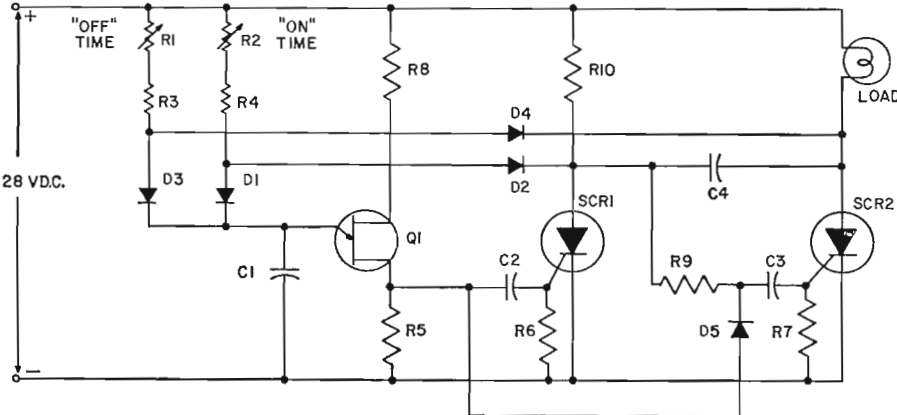 +
"OFF"
TIME
R1
R2
"ON"
TIME
R8
R10
LOAD
R3
R4
D4
D3
D1
D2
C4
28 V.D.C.
SCR1
SCR2
Q1
C1
C2
R9
C3
R5
R6
D5
R7
−